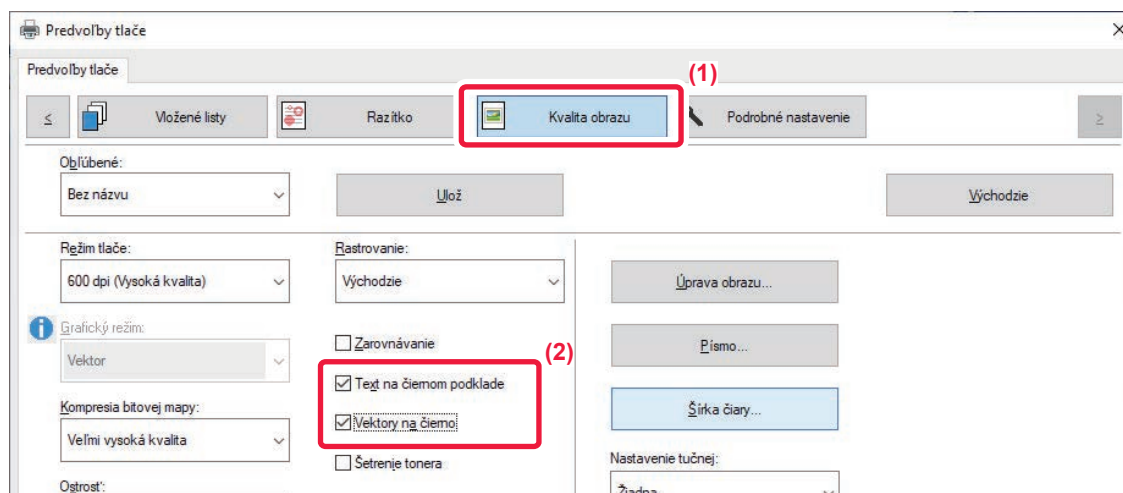 Predvoľby tlače
Predvoľby tlače
(1)
< Vložené listy Razítko Kvalita obrazu Podrobné nastavenie >
Obľúbené:
Bez názvu Ulož Východzie
Režim tlače: Rastrovanie:
600 dpi (Vysoká kvalita) Východzie Úprava obrazu...
Grafický režim:
Zarovnávanie
Vektor (2) Písmo...
Text na čiernom podklade
Kompresia bitovej mapy: Vektory na čierno Šírka čiary...
Veľmi vysoká kvalita
Šetrenie tonera Nastavenie tučnej:
Ostrosť: Žiadna